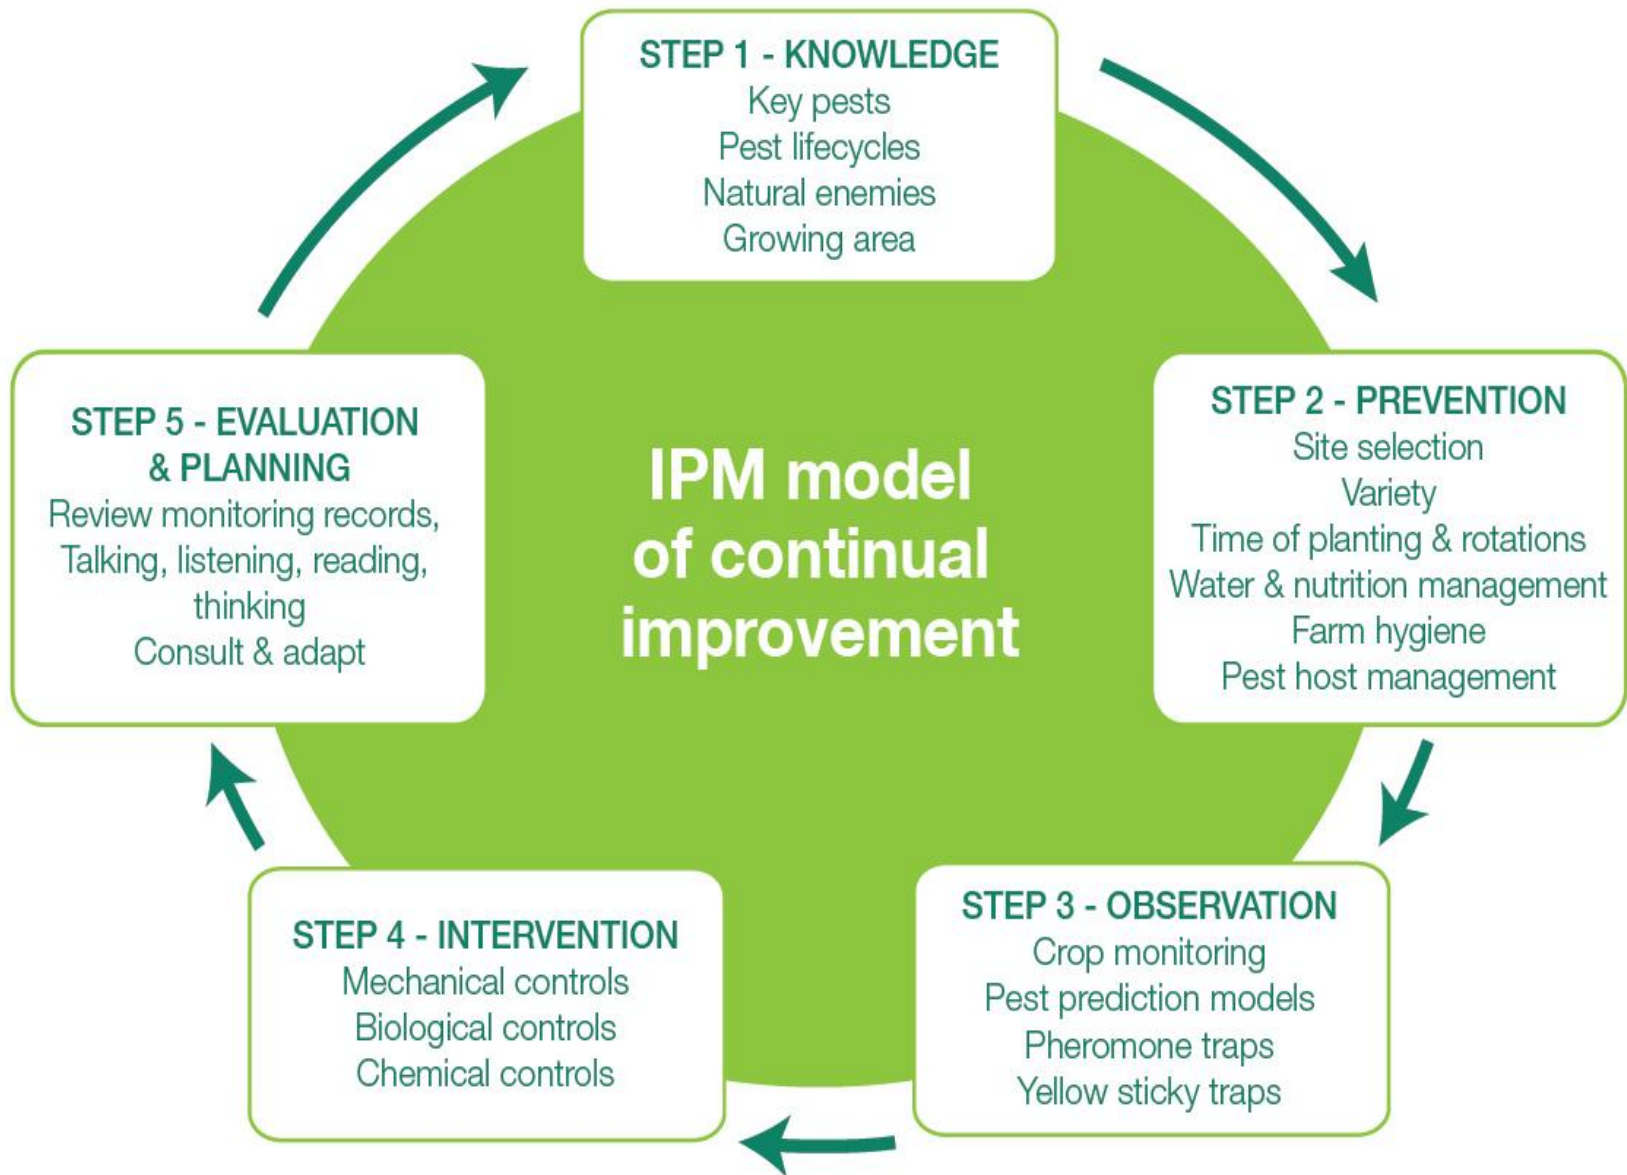 STEP 1 - KNOWLEDGE
Key pests
Pest lifecycles
Natural enemies
Growing area
STEP 2 - PREVENTION
Site selection
Variety
Time of planting & rotations
Water & nutrition management
Farm hygiene
Pest host management
STEP 3 - OBSERVATION
Crop monitoring
Pest prediction models
Pheromone traps
Yellow sticky traps
STEP 4 - INTERVENTION
Mechanical controls
Biological controls
Chemical controls
STEP 5 - EVALUATION
& PLANNING
Review monitoring records,
Talking, listening, reading,
thinking
Consult & adapt
IPM model
of continual
improvement